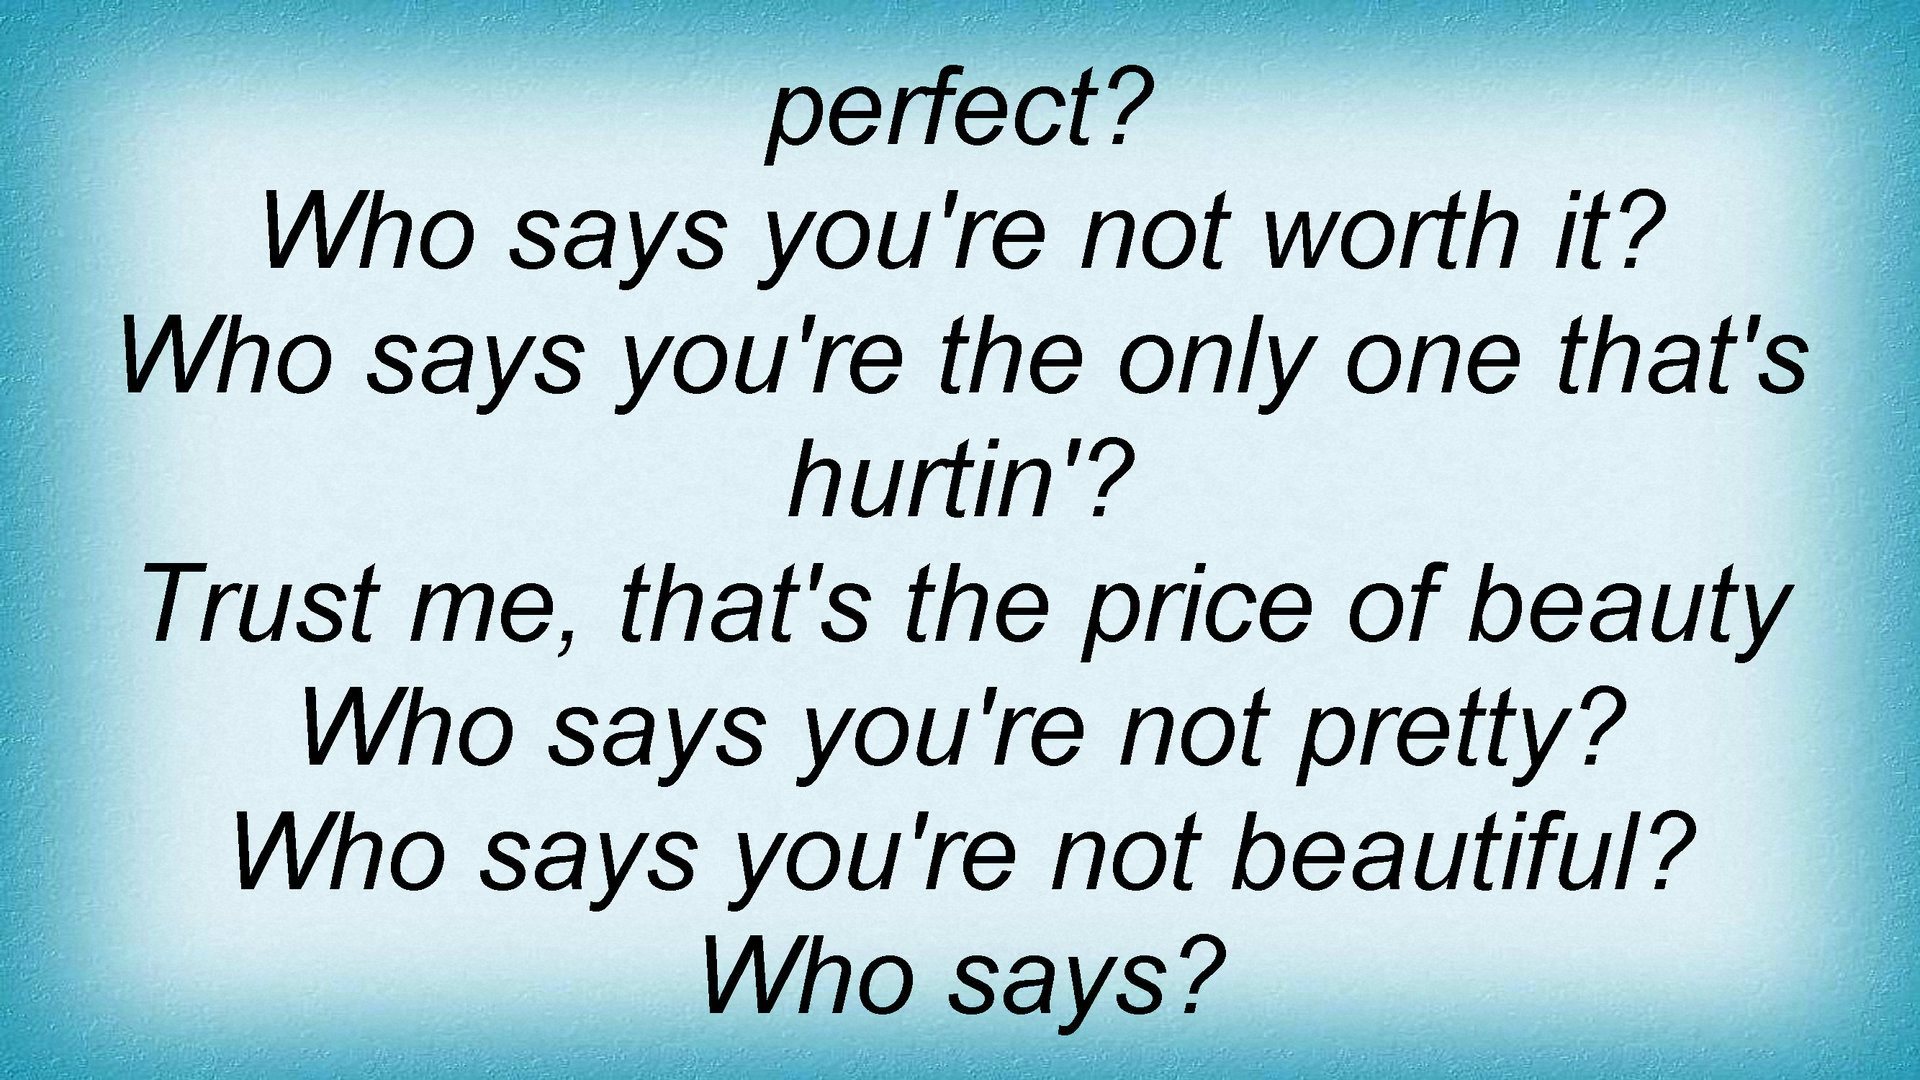 perfect?
Who says you're not worth it?
Who says you're the only one that's
hurtin'?
Trust me, that's the price of beauty
Who says you're not pretty?
Who says you're not beautiful?
Who says?